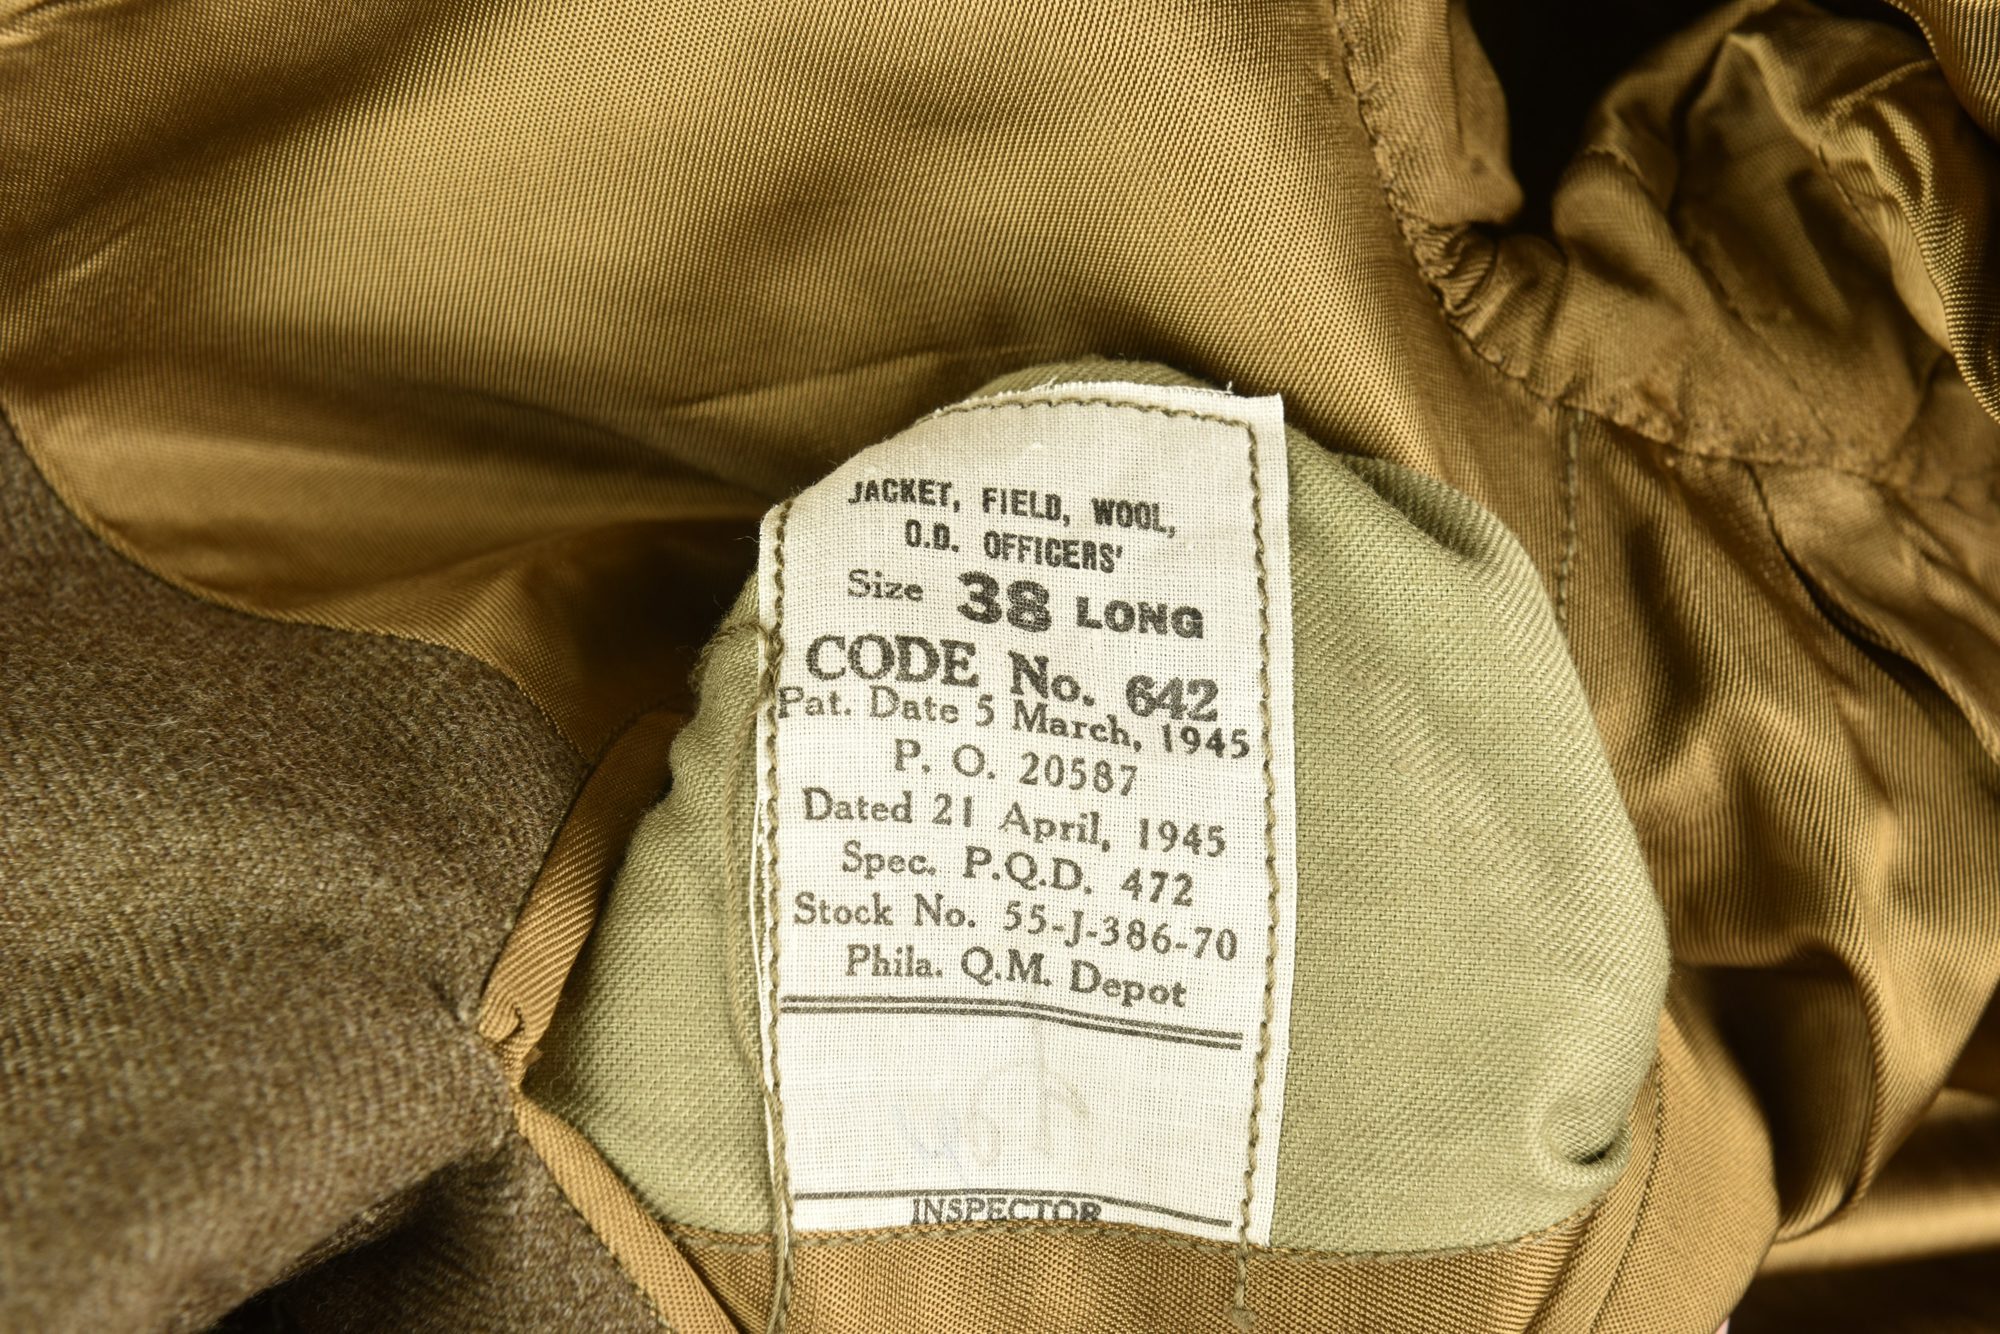 JACKET, FIELD, WOOL,
O.D. OFFICERS'
Size 38 LONG
CODE No. 642
Pat. Date 5 March, 1945
P. O. 20587
Dated 21 April, 1945
Spec. P.Q.D. 472
Stock No. 55-J-386-70
Phila. Q.M. Depot
INSPECTOR